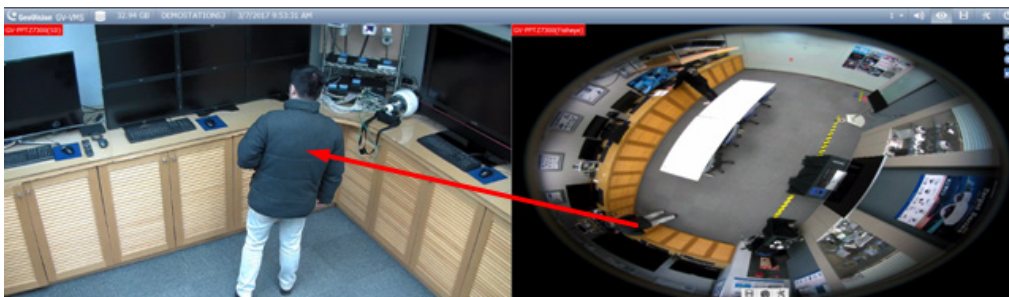 GeoVision GV-VMS 32.94 GB DEMOSTATIONS3 3/7/2017 9:53:31 AM
GV-PPTZ7300(SD)
GV-PPTZ7300(Fisheye)